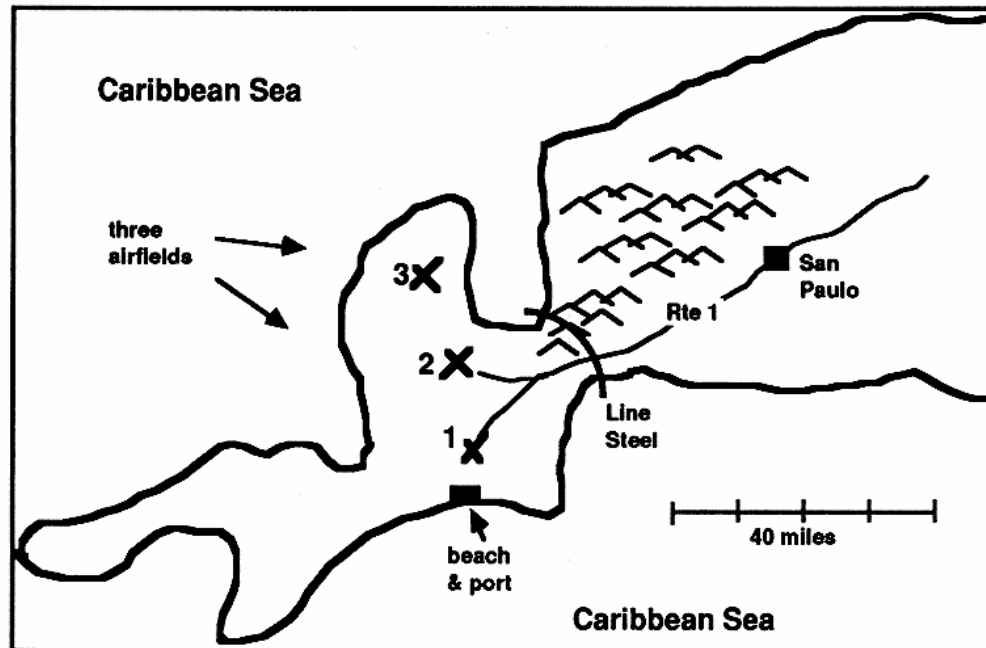 Caribbean Sea
three
airfields
3
San
Paulo
Rte 1
2
Line
Steel
1
40 miles
beach
& port
Caribbean Sea